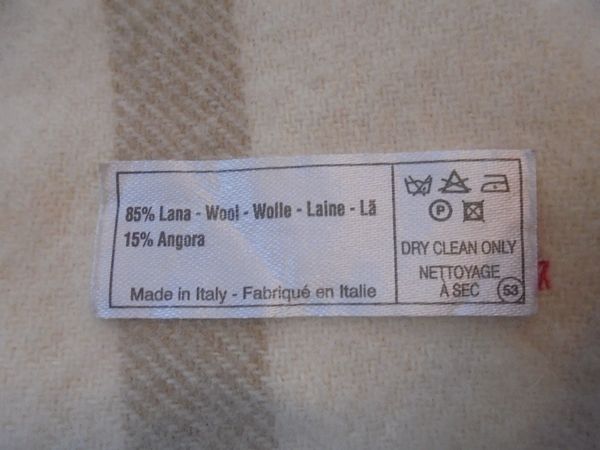 85% Lana - Wool - Wolle - Laine - Lã
15% Angora
Made in Italy - Fabriqué en Italie
P
DRY CLEAN ONLY
NETTOYAGE
À SEC
53